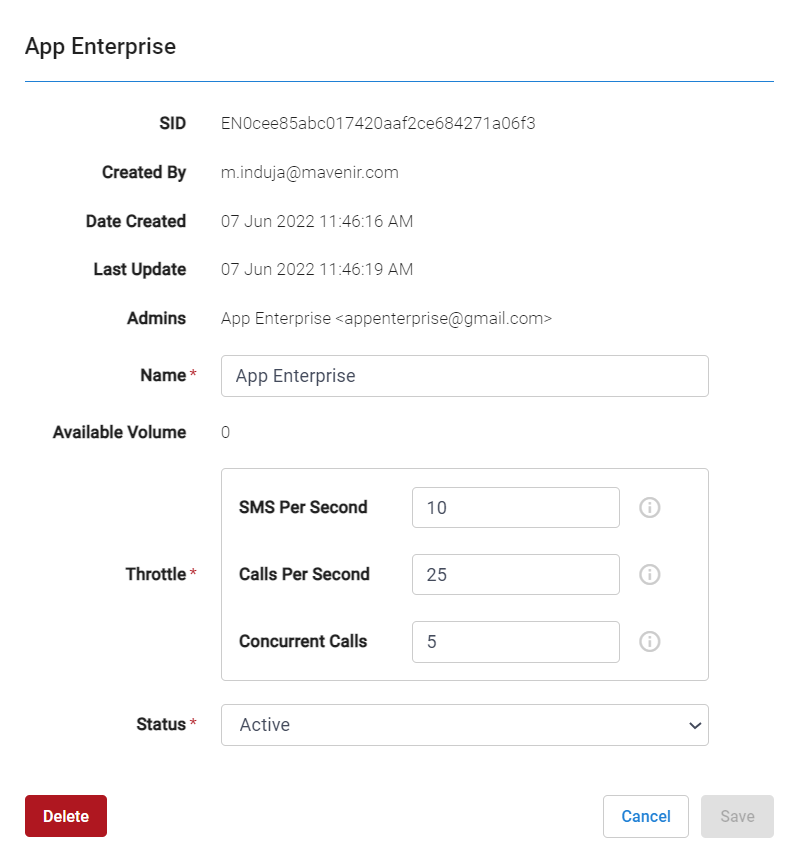 App Enterprise
SID EN0cee85abc017420aaf2ce684271a06f3
Created By m.induja@mavenir.com
Date Created 07 Jun 2022 11:46:16 AM
Last Update 07 Jun 2022 11:46:19 AM
Admins App Enterprise <appenterprise@gmail.com>
Name * App Enterprise
Available Volume 0
SMS Per Second 10
Throttle * Calls Per Second 25
Concurrent Calls 5
Status * Active
Delete Cancel Save